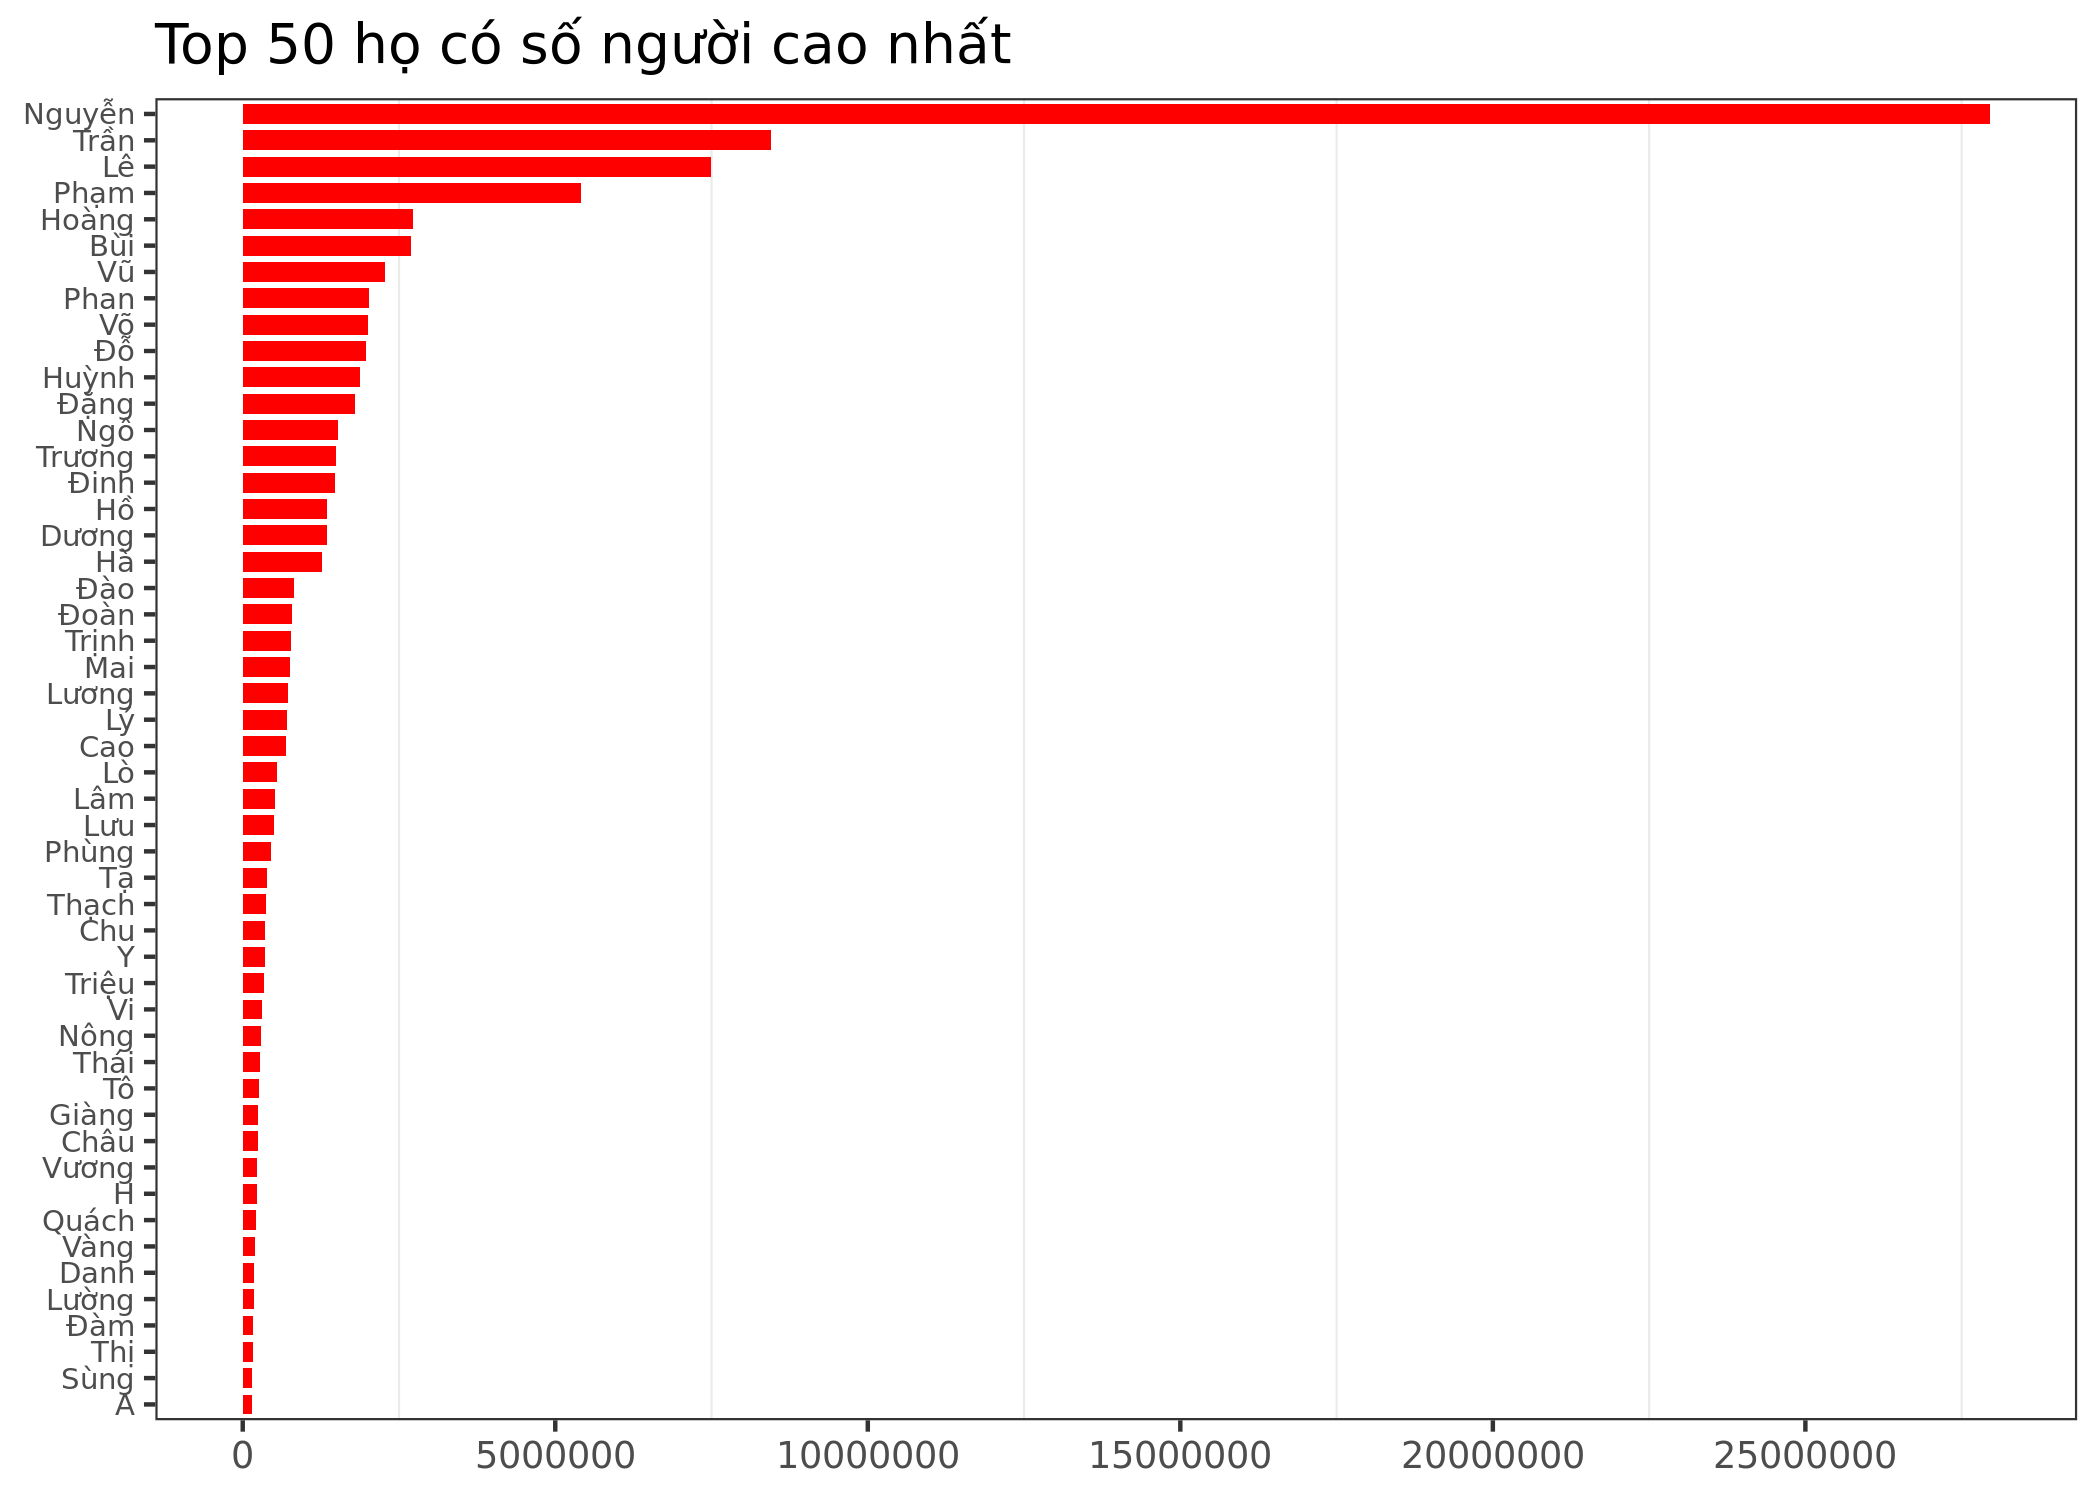 Top 50 họ có số người cao nhất
Nguyễn
Trần
Lê
Phạm
Hoàng
Bùi
Vũ
Phan
Võ
Đỗ
Huỳnh
Đặng
Ngô
Trương
Đinh
Hồ
Dương
Hà
Đào
Đoàn
Trịnh
Mai
Lương
Lý
Cao
Lò
Lâm
Lưu
Phùng
Tạ
Thạch
Chu
Y
Triệu
Vi
Nông
Thái
Tô
Giàng
Châu
Vương
H
Quách
Vàng
Danh
Lường
Đàm
Thị
Sùng
A
0 5000000 10000000 15000000 20000000 25000000